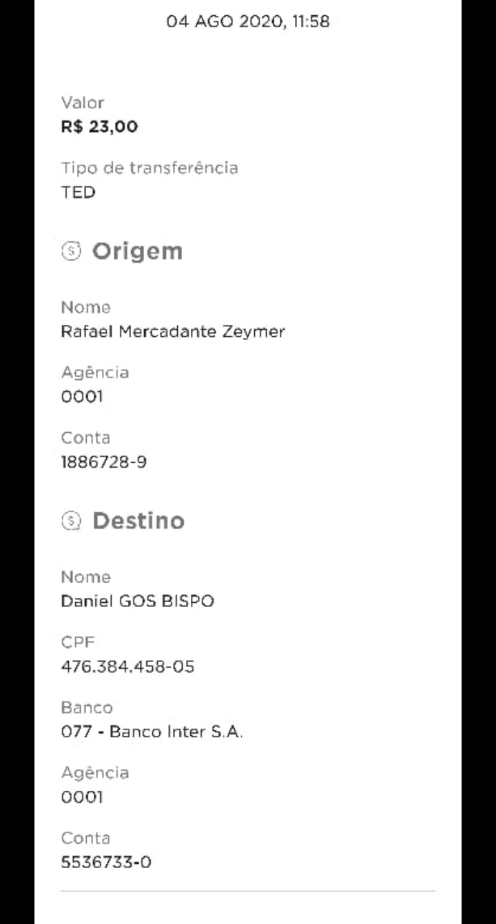 04 AGO 2020, 11:58
Valor
R$ 23,00
Tipo de transferência
TED
Origem
Nome
Rafael Mercadante Zeymer
Agência
0001
Conta
1886728-9
Destino
Nome
Daniel GOS BISPO
CPF
476.384.458-05
Banco
077 - Banco Inter S.A.
Agência
0001
Conta
5536733-0